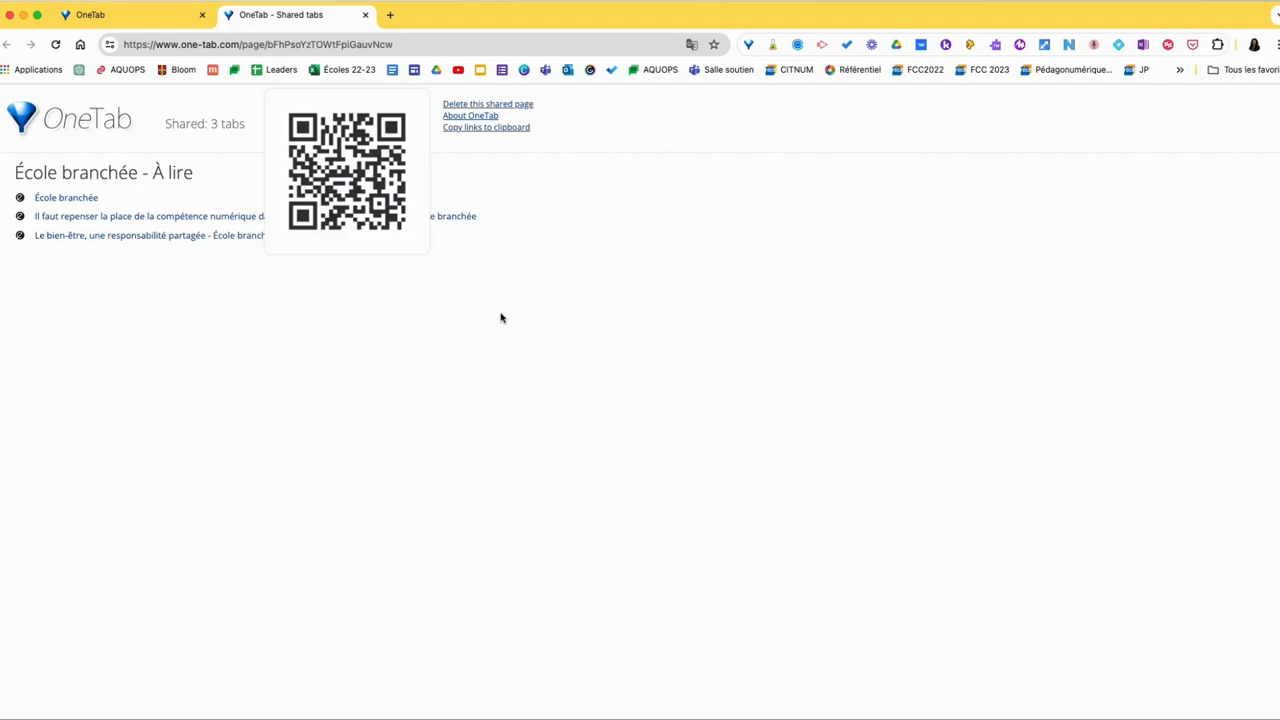 OneTab
OneTab - Shared tabs
https://www.one-tab.com/page/bFhPsoYzTOWtFpiGauvNcw
Applications AQUOPS Bloom Leaders Écoles 22-23 AQUOPS Salle soutien CITNUM Référentiel FCC2022 FCC 2023 Pédagonumérique... JP » Tous les favori
OneTab
Shared: 3 tabs
Delete this shared page
About OneTab
Copy links to clipboard
École branchée - À lire
École branchée
Il faut repenser la place de la compétence numérique da e branchée
Le bien-être, une responsabilité partagée - École branch